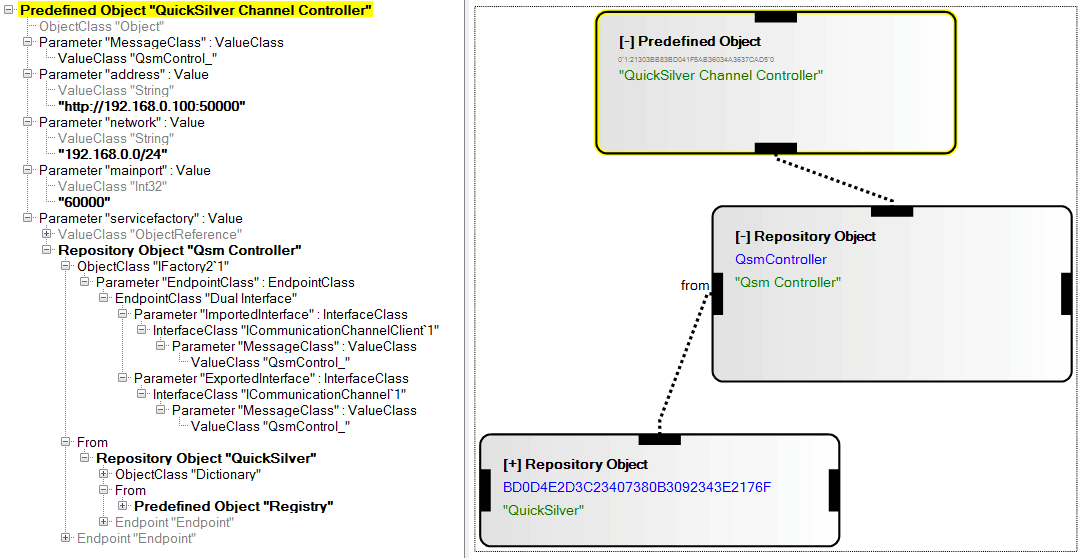 Predefined Object "QuickSilver Channel Controller"
ObjectClass "Object"
Parameter "MessageClass" : ValueClass
ValueClass "QsmControl_"
Parameter "address" : Value
ValueClass "String"
"http://192.168.0.100:50000"
Parameter "network" : Value
ValueClass "String"
"192.168.0.0/24"
Parameter "mainport" : Value
ValueClass "Int32"
"60000"
Parameter "servicefactory" : Value
ValueClass "ObjectReference"
Repository Object "Qsm Controller"
ObjectClass "IFactory2`1"
Parameter "EndpointClass" : EndpointClass
EndpointClass "Dual Interface"
Parameter "ImportedInterface" : InterfaceClass
InterfaceClass "ICommunicationChannelClient`1"
Parameter "MessageClass" : ValueClass
ValueClass "QsmControl_"
Parameter "ExportedInterface" : InterfaceClass
InterfaceClass "ICommunicationChannel`1"
Parameter "MessageClass" : ValueClass
ValueClass "QsmControl_"
From
Repository Object "QuickSilver"
ObjectClass "Dictionary"
From
Predefined Object "Registry"
Endpoint "Endpoint"
Endpoint "Endpoint"
[-] Predefined Object
0`1:21303BB83BD041F5AB36034A3637CAD5`0
"QuickSilver Channel Controller"
[-] Repository Object
QsmController
"Qsm Controller"
from
[+] Repository Object
BD0D4E2D3C23407380B3092343E2176F
"QuickSilver"